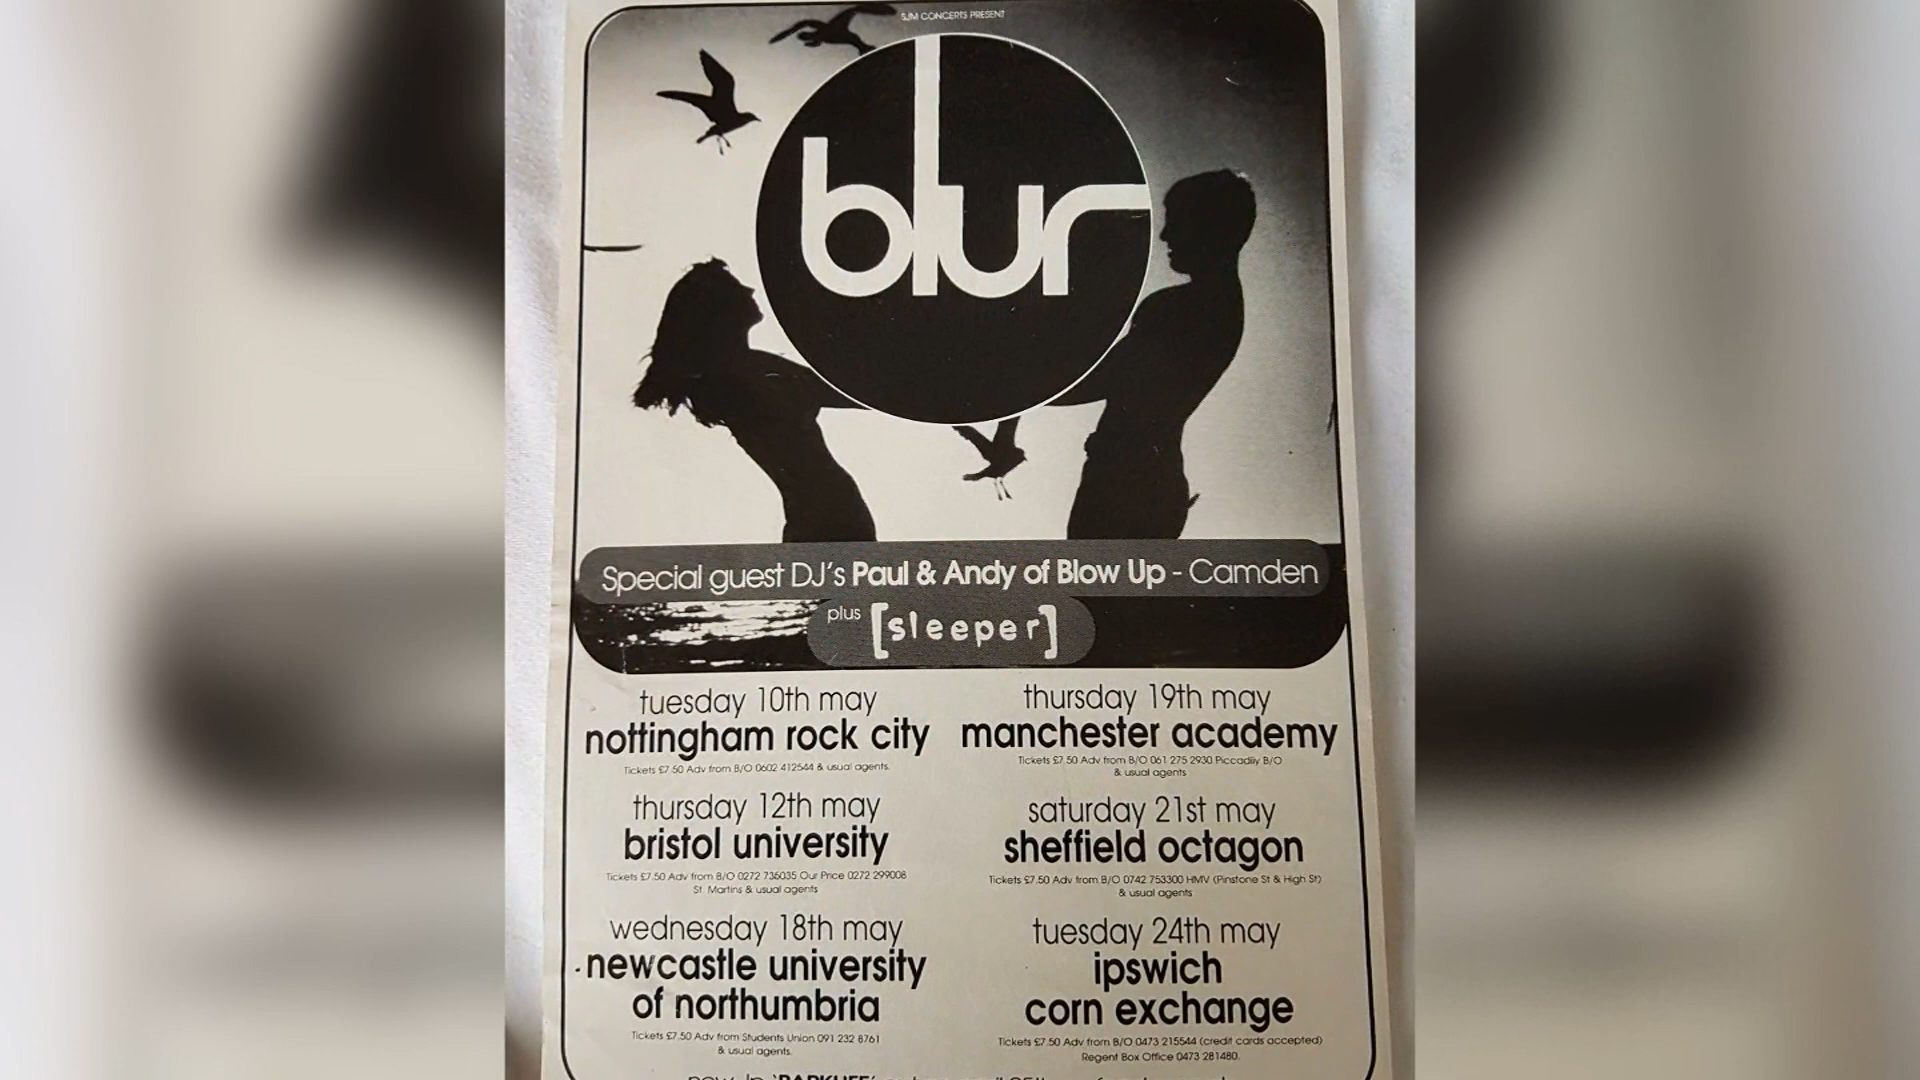 SJM CONCERTS PRESENT
blur
Special guest DJ's Paul & Andy of Blow Up - Camden
plus [sleeper]
tuesday 10th may
nottingham rock city
Tickets £7.50 Adv from B/O 0602 412544 & usual agents.
thursday 12th may
bristol university
Tickets £7.50 Adv from B/O 0272 735035 Our Price 0272 299008
St. Martins & usual agents
wednesday 18th may
newcastle university
of northumbria
Tickets £7.50 Adv from Students Union 091 232 8761
& usual agents.
thursday 19th may
manchester academy
Tickets £7.50 Adv from B/O 061 275 2930 Piccadilly B/O
& usual agents
saturday 21st may
sheffield octagon
Tickets £7.50 Adv from B/O 0742 753300 HMV (Pinstone St & High St)
& usual agents
tuesday 24th may
ipswich
corn exchange
Tickets £7.50 Adv from B/O 0473 215544 (credit cards accepted)
Regent Box Office 0473 281480.